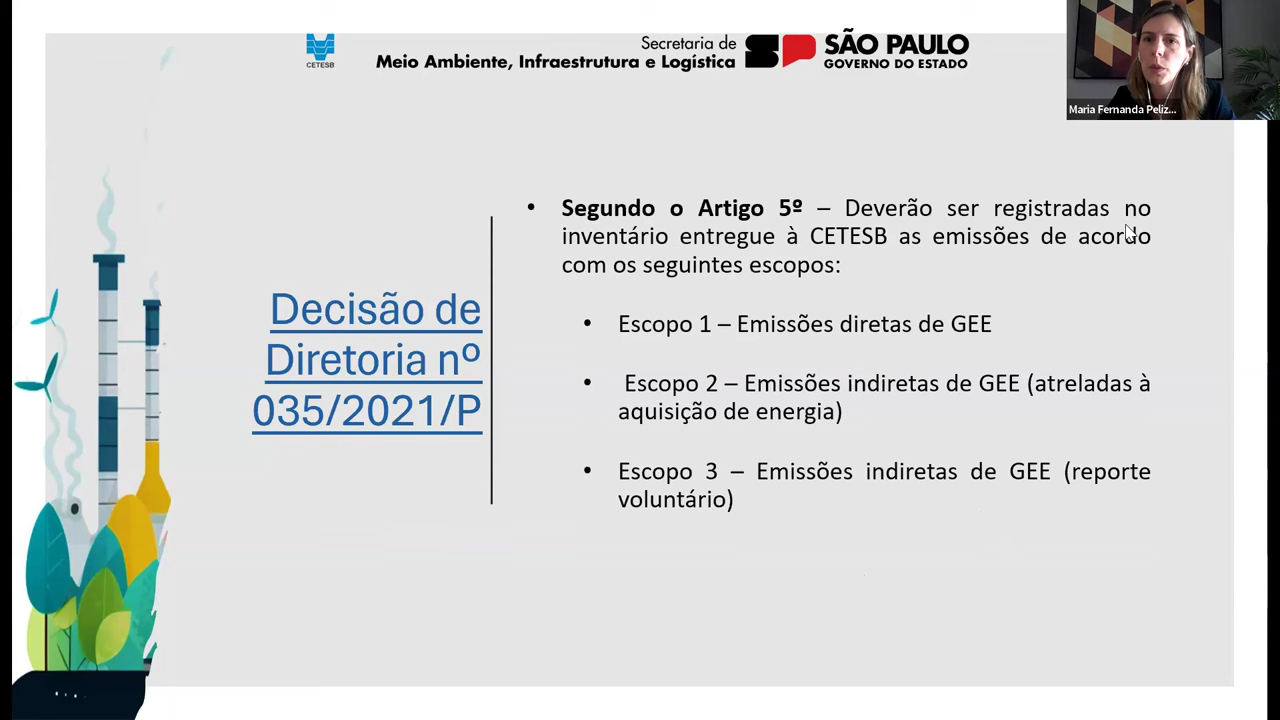 CETESB
Secretaria de
Meio Ambiente, Infraestrutura e Logística
SP
SÃO PAULO
GOVERNO DO ESTADO
Maria Fernanda Peliz...
Decisão de
Diretoria nº
035/2021/P
• Segundo o Artigo 5º – Deverão ser registradas no
inventário entregue à CETESB as emissões de acordo
com os seguintes escopos:
• Escopo 1 – Emissões diretas de GEE
• Escopo 2 – Emissões indiretas de GEE (atreladas à
aquisição de energia)
• Escopo 3 – Emissões indiretas de GEE (reporte
voluntário)